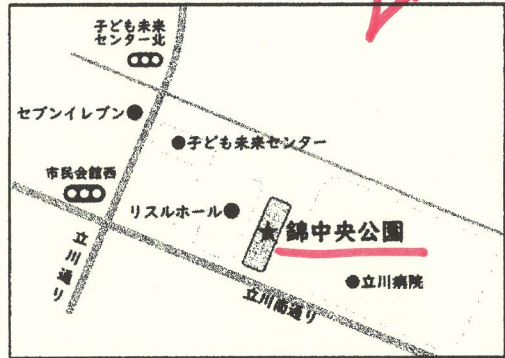 子ども未来
センター北
セブンイレブン
子ども未来センター
市民会館西
リスルホール
錦中央公園
立川通り
立川病院
立川南通り